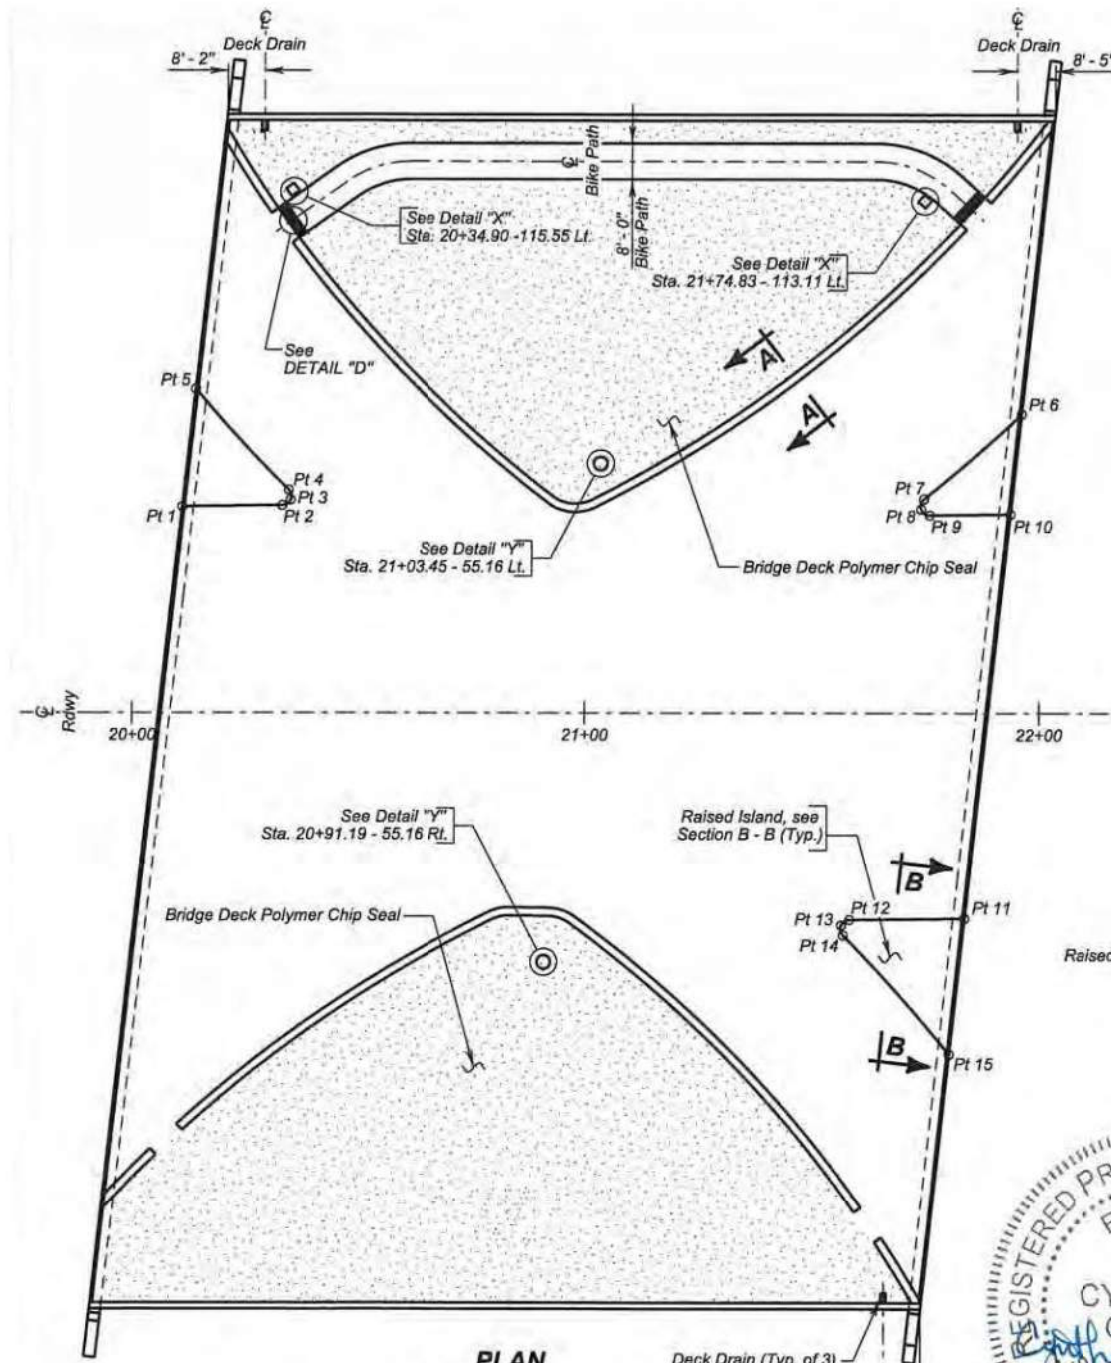 ℄
Deck Drain
8' - 2"
℄
Deck Drain
8' - 5"
℄
Bike Path
8' - 0"
Bike Path
See Detail "X"
Sta. 20+34.90 -115.55 Lt.
See Detail "X"
Sta. 21+74.83 - 113.11 Lt.
See
DETAIL "D"
A
A
Pt 5
Pt 6
Pt 4
Pt 3
Pt 1
Pt 2
Pt 7
Pt 8
Pt 9
Pt 10
See Detail "Y"
Sta. 21+03.45 - 55.16 Lt.
Bridge Deck Polymer Chip Seal
℄
Rdwy
20+00
21+00
22+00
See Detail "Y"
Sta. 20+91.19 - 55.16 Rt.
Raised Island, see
Section B - B (Typ.)
B
Bridge Deck Polymer Chip Seal
Pt 12
Pt 11
Pt 13
Pt 14
Raised
B
Pt 15
REGISTERED PR
CY
PLAN
Deck Drain (Typ. of 3)